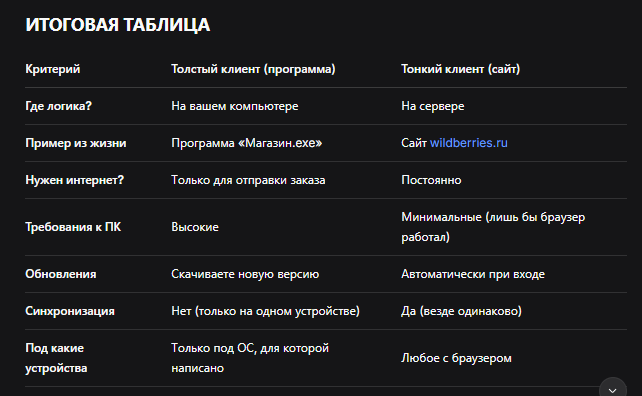 ИТОГОВАЯ ТАБЛИЦА
Критерий Толстый клиент (программа) Тонкий клиент (сайт)
Где логика? На вашем компьютере На сервере
Пример из жизни Программа «Магазин.exe» Сайт wildberries.ru
Нужен интернет? Только для отправки заказа Постоянно
Требования к ПК Высокие Минимальные (лишь бы браузер
работал)
Обновления Скачиваете новую версию Автоматически при входе
Синхронизация Нет (только на одном устройстве) Да (везде одинаково)
Под какие
устройства Только под ОС, для которой
написано Любое с браузером